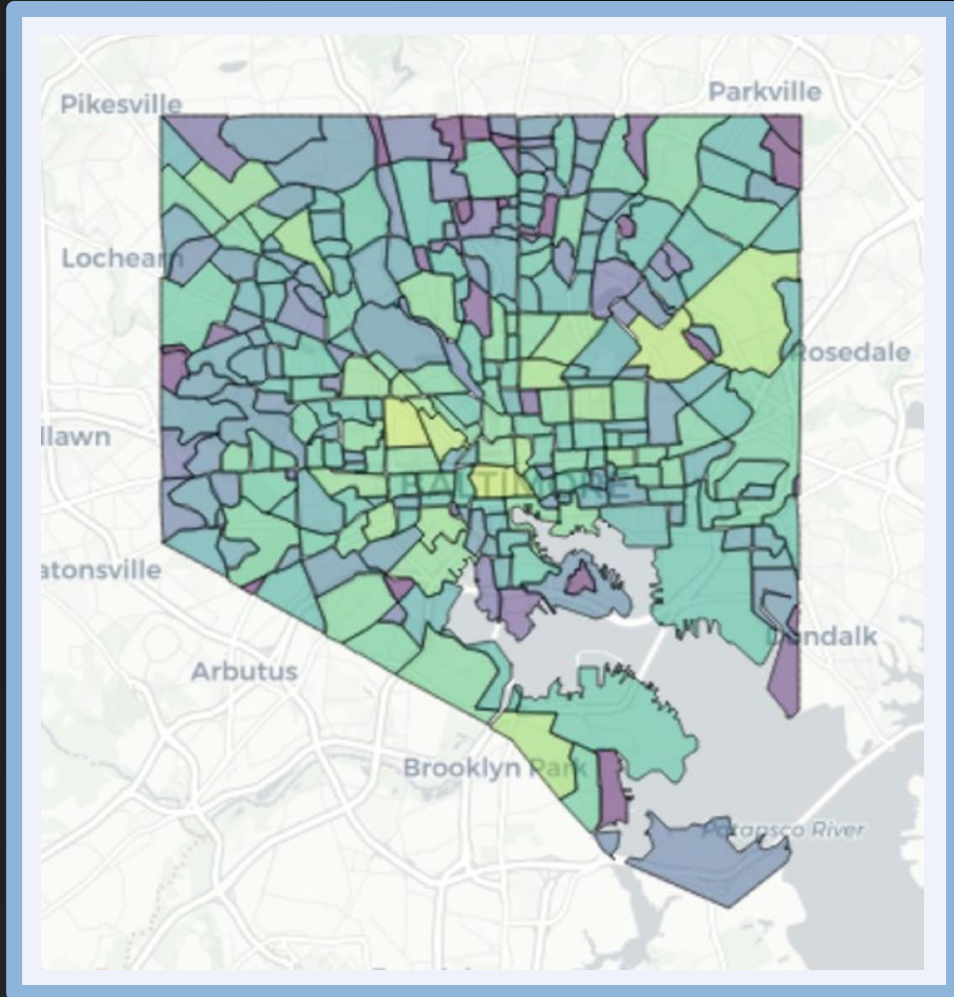 Pikesville
Parkville
Lochearn
Rosedale
llawn
BALTIMORE
atonsville
Dundalk
Arbutus
Brooklyn Park
Patapsco River